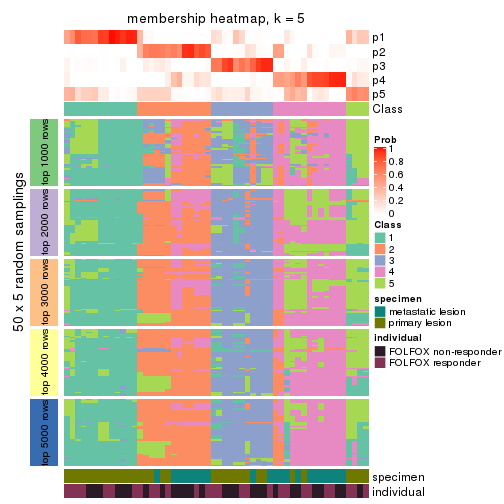 membership heatmap, k = 5
p1
p2
p3
p4
p5
Class
50 x 5 random samplings
top 1000 rows
top 2000 rows
top 3000 rows
top 4000 rows
top 5000 rows
Prob
1
0.8
0.6
0.4
0.2
0
Class
1
2
3
4
5
specimen
metastatic lesion
primary lesion
individual
FOLFOX non-responder
FOLFOX responder
specimen
individual